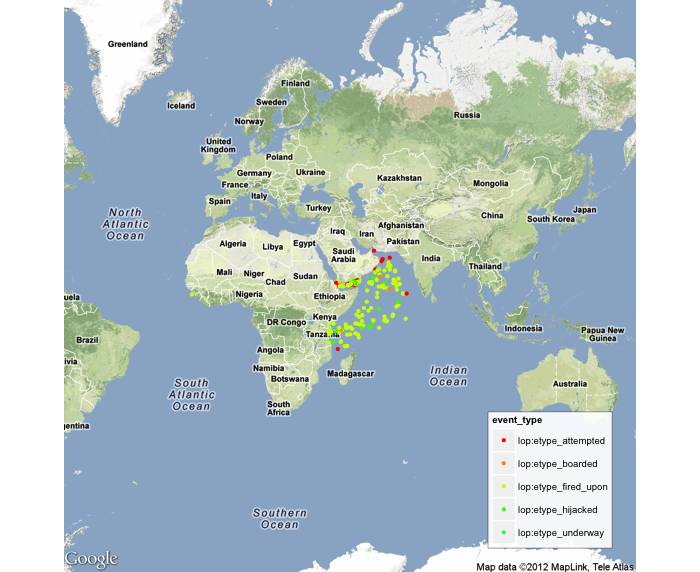 Greenland
Finland
Iceland
Sweden
Norway
Russia
United
Kingdom
Poland
Germany
Ukraine
Kazakhstan
France
Mongolia
Italy
Spain
Turkey
North
Atlantic
Ocean
Japan
China
South Korea
Afghanistan
Iraq
Iran
Pakistan
Algeria
Libya
Egypt
Saudi
Arabia
India
Thailand
Mali
Niger
Sudan
Chad
Nigeria
Ethiopia
uela
Kenya
DR Congo
Indonesia
Papua New
Guinea
Tanzania
Brazil
Angola
livia
Namibia
Madagascar
Botswana
Indian
Ocean
South
Atlantic
Ocean
Australia
South
Africa
entina
event_type
lop:etype_attempted
lop:etype_boarded
lop:etype_fired_upon
lop:etype_hijacked
lop:etype_underway
Southern
Ocean
Google
Map data ©2012 MapLink, Tele Atlas